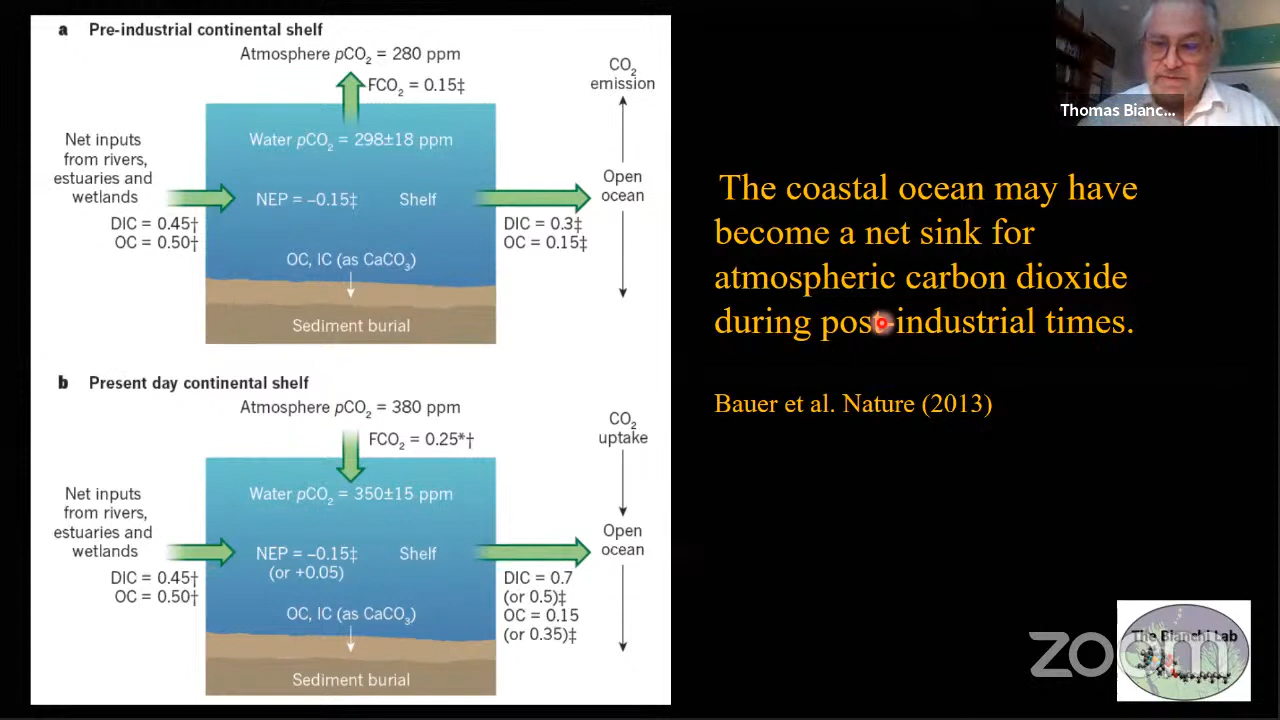 a Pre-industrial continental shelf
Atmosphere pCO₂ = 280 ppm
FCO₂ = 0.15‡
CO₂
emission
Water pCO₂ = 298±18 ppm
Net inputs
from rivers,
estuaries and
wetlands
NEP = –0.15‡
Shelf
Open
ocean
DIC = 0.45†
OC = 0.50†
DIC = 0.3‡
OC = 0.15‡
OC, IC (as CaCO₃)
Sediment burial
b Present day continental shelf
Atmosphere pCO₂ = 380 ppm
FCO₂ = 0.25*†
CO₂
uptake
Water pCO₂ = 350±15 ppm
Net inputs
from rivers,
estuaries and
wetlands
NEP = –0.15‡
(or +0.05)
Shelf
Open
ocean
DIC = 0.45†
OC = 0.50†
DIC = 0.7
(or 0.5)‡
OC = 0.15
(or 0.35)‡
OC, IC (as CaCO₃)
Sediment burial
Thomas Bianc...
The coastal ocean may have
become a net sink for
atmospheric carbon dioxide
during post-industrial times.
Bauer et al. Nature (2013)
The Bianchi Lab
zoom